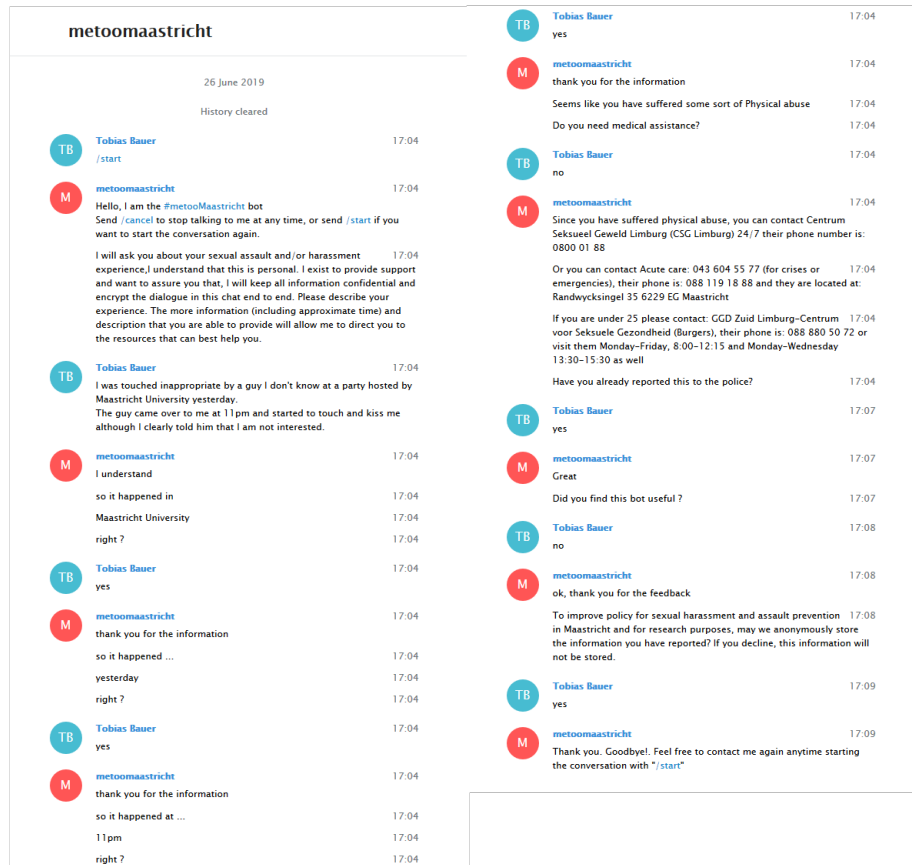 metoomaastricht
26 June 2019
History cleared
TB
Tobias Bauer 17:04
/start
M
metoomaastricht 17:04
Hello, I am the #metooMaastricht bot
Send /cancel to stop talking to me at any time, or send /start if you
want to start the conversation again.
I will ask you about your sexual assault and/or harassment 17:04
experience,I understand that this is personal. I exist to provide support
and want to assure you that, I will keep all information confidential and
encrypt the dialogue in this chat end to end. Please describe your
experience. The more information (including approximate time) and
description that you are able to provide will allow me to direct you to
the resources that can best help you.
TB
Tobias Bauer 17:04
I was touched inappropriate by a guy I don't know at a party hosted by
Maastricht University yesterday.
The guy came over to me at 11pm and started to touch and kiss me
although I clearly told him that I am not interested.
M
metoomaastricht 17:04
I understand
so it happened in 17:04
Maastricht University 17:04
right ? 17:04
TB
Tobias Bauer 17:04
yes
M
metoomaastricht 17:04
thank you for the information
so it happened ... 17:04
yesterday 17:04
right ? 17:04
TB
Tobias Bauer 17:04
yes
M
metoomaastricht 17:04
thank you for the information
so it happened at ... 17:04
11pm 17:04
right ? 17:04
TB
Tobias Bauer 17:04
yes
M
metoomaastricht 17:04
thank you for the information
Seems like you have suffered some sort of Physical abuse 17:04
Do you need medical assistance? 17:04
TB
Tobias Bauer 17:04
no
M
metoomaastricht 17:04
Since you have suffered physical abuse, you can contact Centrum
Seksueel Geweld Limburg (CSG Limburg) 24/7 their phone number is:
0800 01 88
Or you can contact Acute care: 043 604 55 77 (for crises or 17:04
emergencies), their phone is: 088 119 18 88 and they are located at:
Randwycksingel 35 6229 EG Maastricht
If you are under 25 please contact: GGD Zuid Limburg-Centrum 17:04
voor Seksuele Gezondheid (Burgers), their phone is: 088 880 50 72 or
visit them Monday-Friday, 8:00-12:15 and Monday-Wednesday
13:30-15:30 as well
Have you already reported this to the police? 17:04
TB
Tobias Bauer 17:07
yes
M
metoomaastricht 17:07
Great
Did you find this bot useful ? 17:07
TB
Tobias Bauer 17:08
no
M
metoomaastricht 17:08
ok, thank you for the feedback
To improve policy for sexual harassment and assault prevention 17:08
in Maastricht and for research purposes, may we anonymously store
the information you have reported? If you decline, this information will
not be stored.
TB
Tobias Bauer 17:09
yes
M
metoomaastricht 17:09
Thank you. Goodbye!. Feel free to contact me again anytime starting
the conversation with "/start"